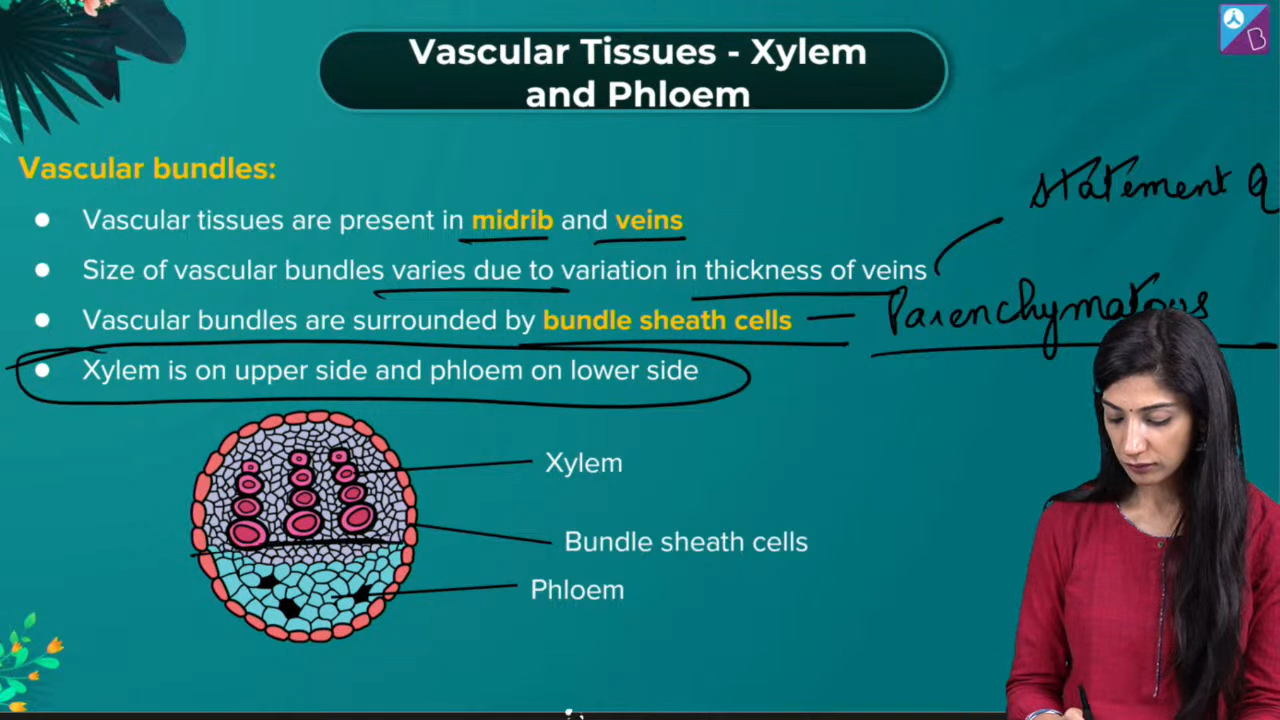 Vascular Tissues - Xylem
and Phloem
Vascular bundles:
statement Q
● Vascular tissues are present in midrib and veins
● Size of vascular bundles varies due to variation in thickness of veins
● Vascular bundles are surrounded by bundle sheath cells — Parenchymatous
● Xylem is on upper side and phloem on lower side
Xylem
Bundle sheath cells
Phloem
B